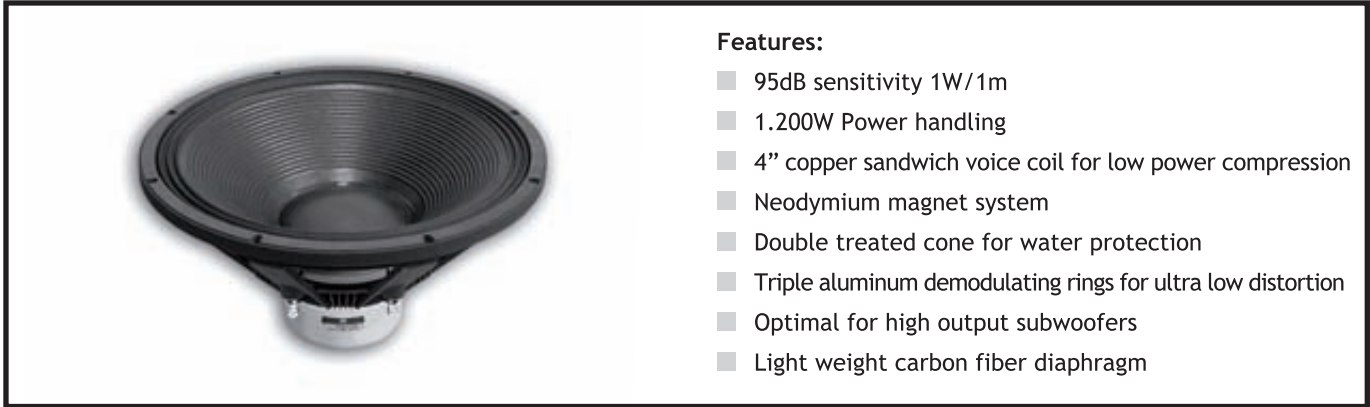 Features:
95dB sensitivity 1W/1m
1.200W Power handling
4” copper sandwich voice coil for low power compression
Neodymium magnet system
Double treated cone for water protection
Triple aluminum demodulating rings for ultra low distortion
Optimal for high output subwoofers
Light weight carbon fiber diaphragm